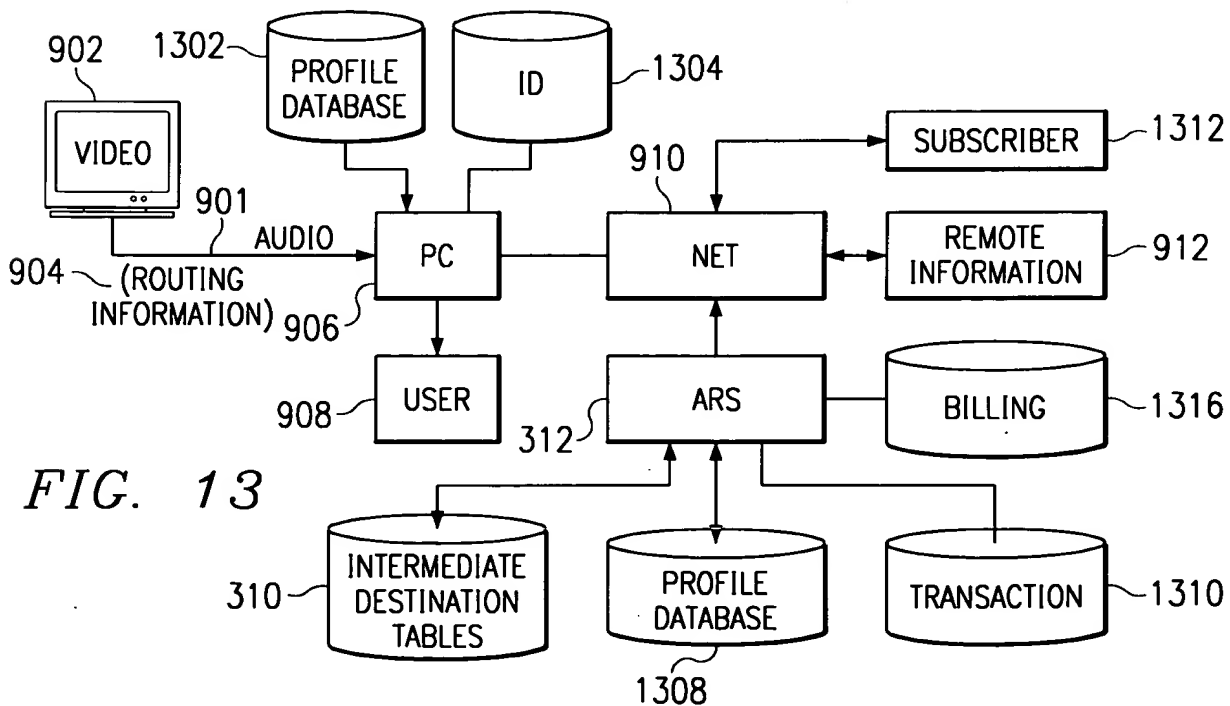 1302
902
PROFILE
DATABASE
ID
1304
VIDEO
910
SUBSCRIBER
1312
901
AUDIO
PC
NET
REMOTE
INFORMATION
912
904
(ROUTING
INFORMATION)
906
USER
908
ARS
312
BILLING
1316
FIG. 13
310
INTERMEDIATE
DESTINATION
TABLES
PROFILE
DATABASE
1308
TRANSACTION
1310